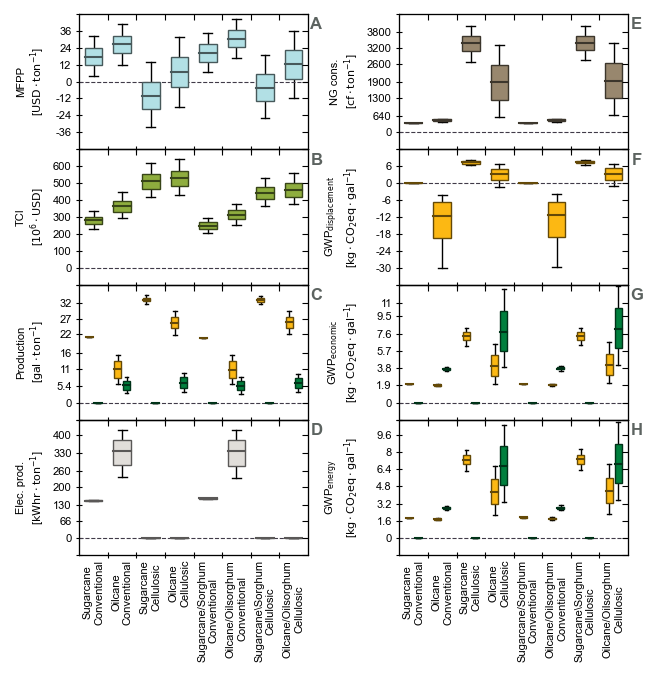 A
MFPP
[USD · ton⁻¹]
36
24
12
0
-12
-24
-36
B
TCI
[10⁶ · USD]
600
500
400
300
200
100
0
C
Production
[gal · ton⁻¹]
32
27
22
16
11
5.4
0
D
Elec. prod.
[kWhr · ton⁻¹]
400
330
260
200
130
66
0
Sugarcane
Conventional
Oilcane
Conventional
Sugarcane
Cellulosic
Oilcane
Cellulosic
Sugarcane/Sorghum
Conventional
Oilcane/Oilsorghum
Conventional
Sugarcane\Sorghum
Cellulosic
Oilcane/Oilsorghum
Cellulosic
E
NG cons.
[cf · ton⁻¹]
3800
3200
2600
1900
1300
640
0
F
GWP displacement
[kg · CO₂eq · gal⁻¹]
6
0
-6
-12
-18
-24
-30
G
GWP economic
[kg · CO₂eq · gal⁻¹]
11
9.5
7.6
5.7
3.8
1.9
0
H
GWP energy
[kg · CO₂eq · gal⁻¹]
9.6
8
6.4
4.8
3.2
1.6
0
Sugarcane
Conventional
Oilcane
Conventional
Sugarcane
Cellulosic
Oilcane
Cellulosic
Sugarcane/Sorghum
Conventional
Oilcane/Oilsorghum
Conventional
Sugarcane\Sorghum
Cellulosic
Oilcane/Oilsorghum
Cellulosic